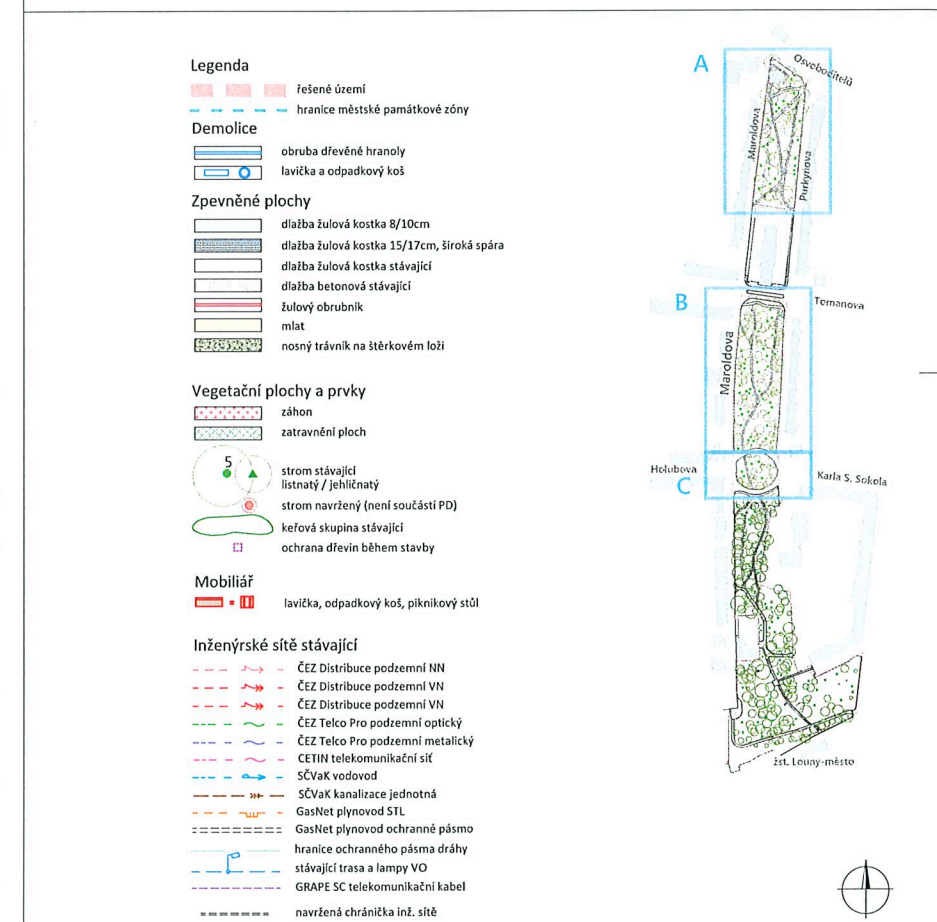 Legenda
řešené území
hranice městské památkové zóny
Demolice
obruba dřevěné hranoly
lavička a odpadkový koš
Zpevněné plochy
dlažba žulová kostka 8/10cm
dlažba žulová kostka 15/17cm, široká spára
dlažba žulová kostka stávající
dlažba betonová stávající
žulový obrubník
mlat
nosný trávník na štěrkovém loži
Vegetační plochy a prvky
záhon
zatravnění ploch
5
strom stávající
listnatý / jehličnatý
strom navržený (není součástí PD)
keřová skupina stávající
ochrana dřevin během stavby
Mobiliář
lavička, odpadkový koš, piknikový stůl
Inženýrské sítě stávající
ČEZ Distribuce podzemní NN
ČEZ Distribuce podzemní VN
ČEZ Distribuce podzemní VN
ČEZ Telco Pro podzemní optický
ČEZ Telco Pro podzemní metalický
CETIN telekomunikační síť
SČVaK vodovod
SČVaK kanalizace jednotná
GasNet plynovod STL
GasNet plynovod ochranné pásmo
hranice ochranného pásma dráhy
stávající trasa a lampy VO
GRAPE SC telekomunikační kabel
navržená chránička inž. sítě
A
Osvoboditelů
Maroldova
Purkyňova
B
Tomanova
Maroldova
Holubova
C
Karla S. Sokola
žst. Louny-město